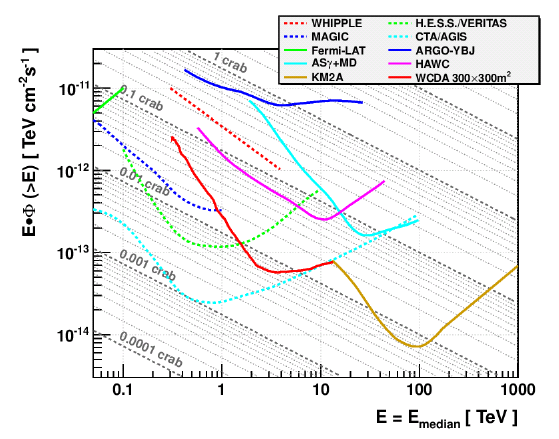 WHIPPLE
H.E.S.S./VERITAS
MAGIC
CTA/AGIS
Fermi-LAT
ARGO-YBJ
ASγ+MD
HAWC
KM2A
WCDA 300×300m²
E•Φ (>E) [ TeV cm⁻²s⁻¹ ]
10⁻¹¹
10⁻¹²
10⁻¹³
10⁻¹⁴
1 crab
0.1 crab
0.01 crab
0.001 crab
0.0001 crab
0.1
1
10
100
1000
E = E_median [ TeV ]